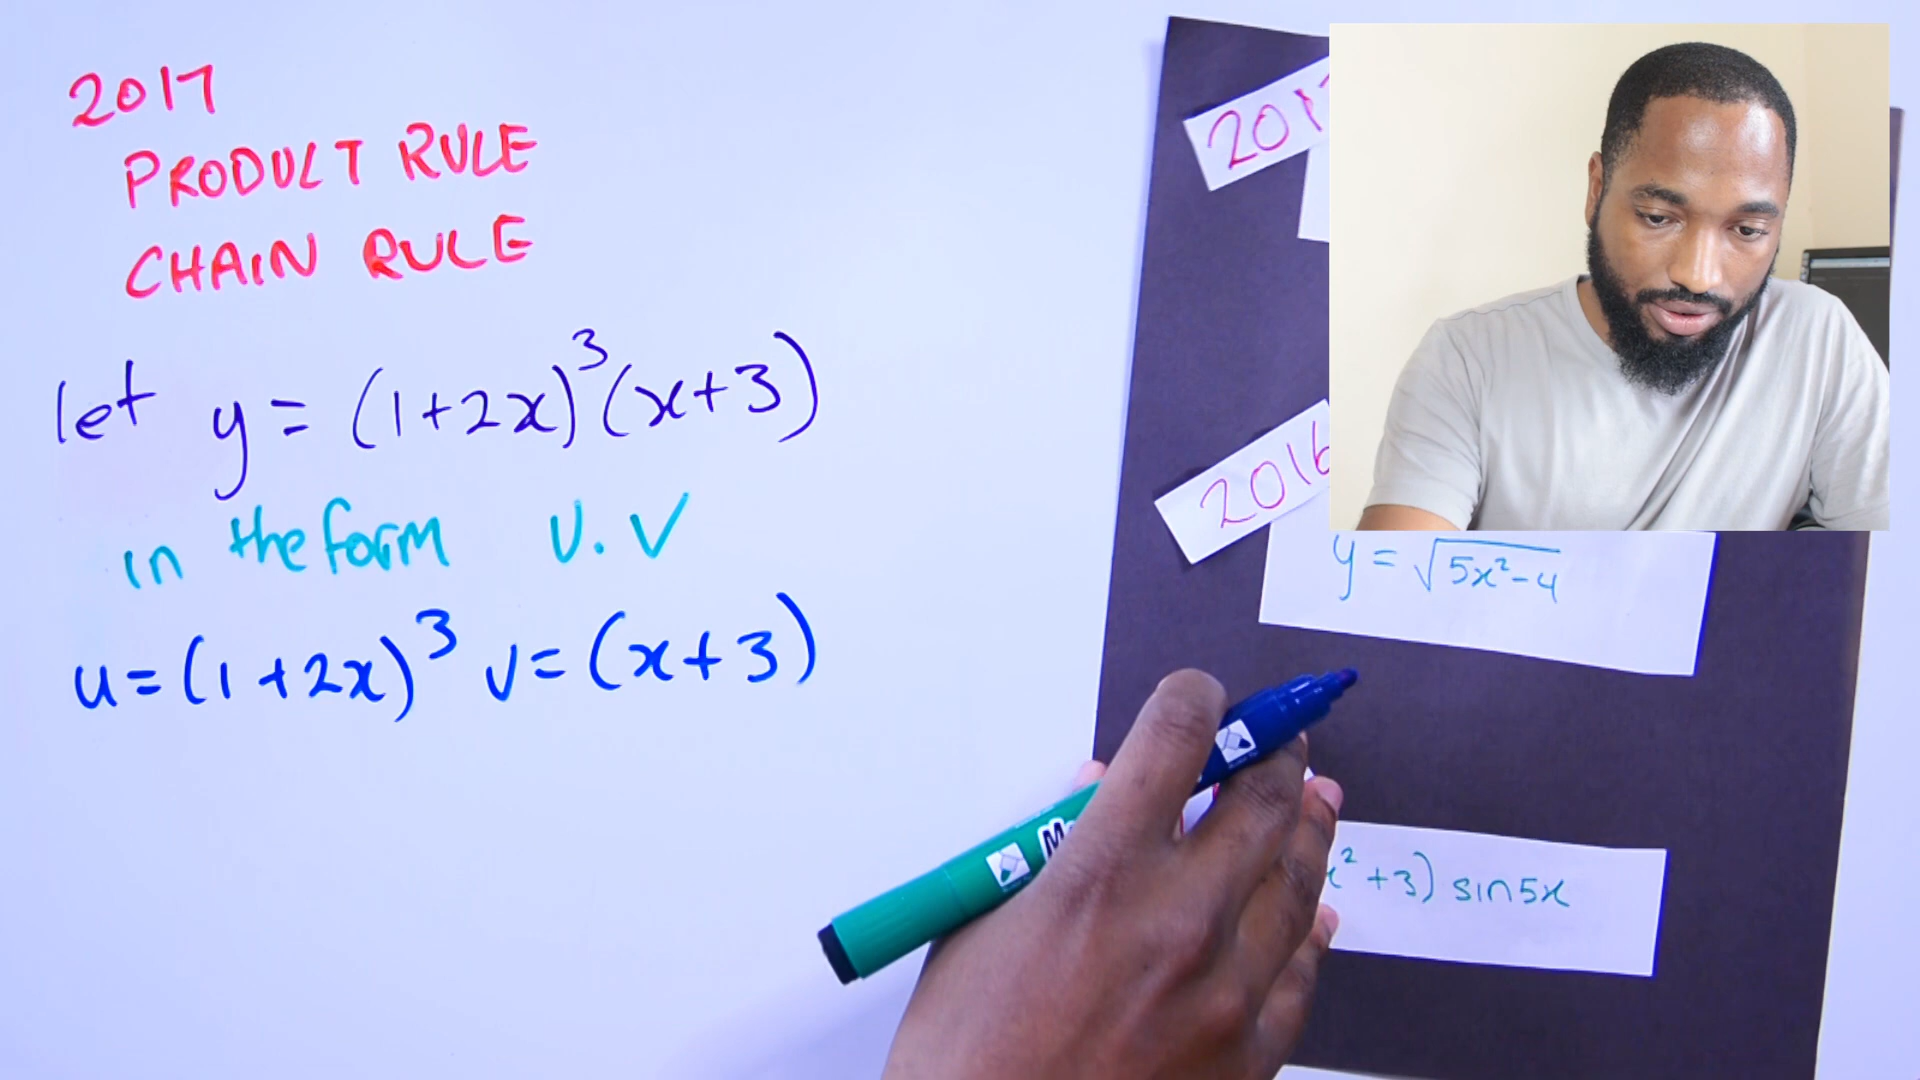 2017
PRODUCT RULE
CHAIN RULE
let y = (1+2x)³(x+3)
in the form U.V
u=(1+2x)³ v=(x+3)
2017
2016
y = √5x²-4
x²+3) sin5x